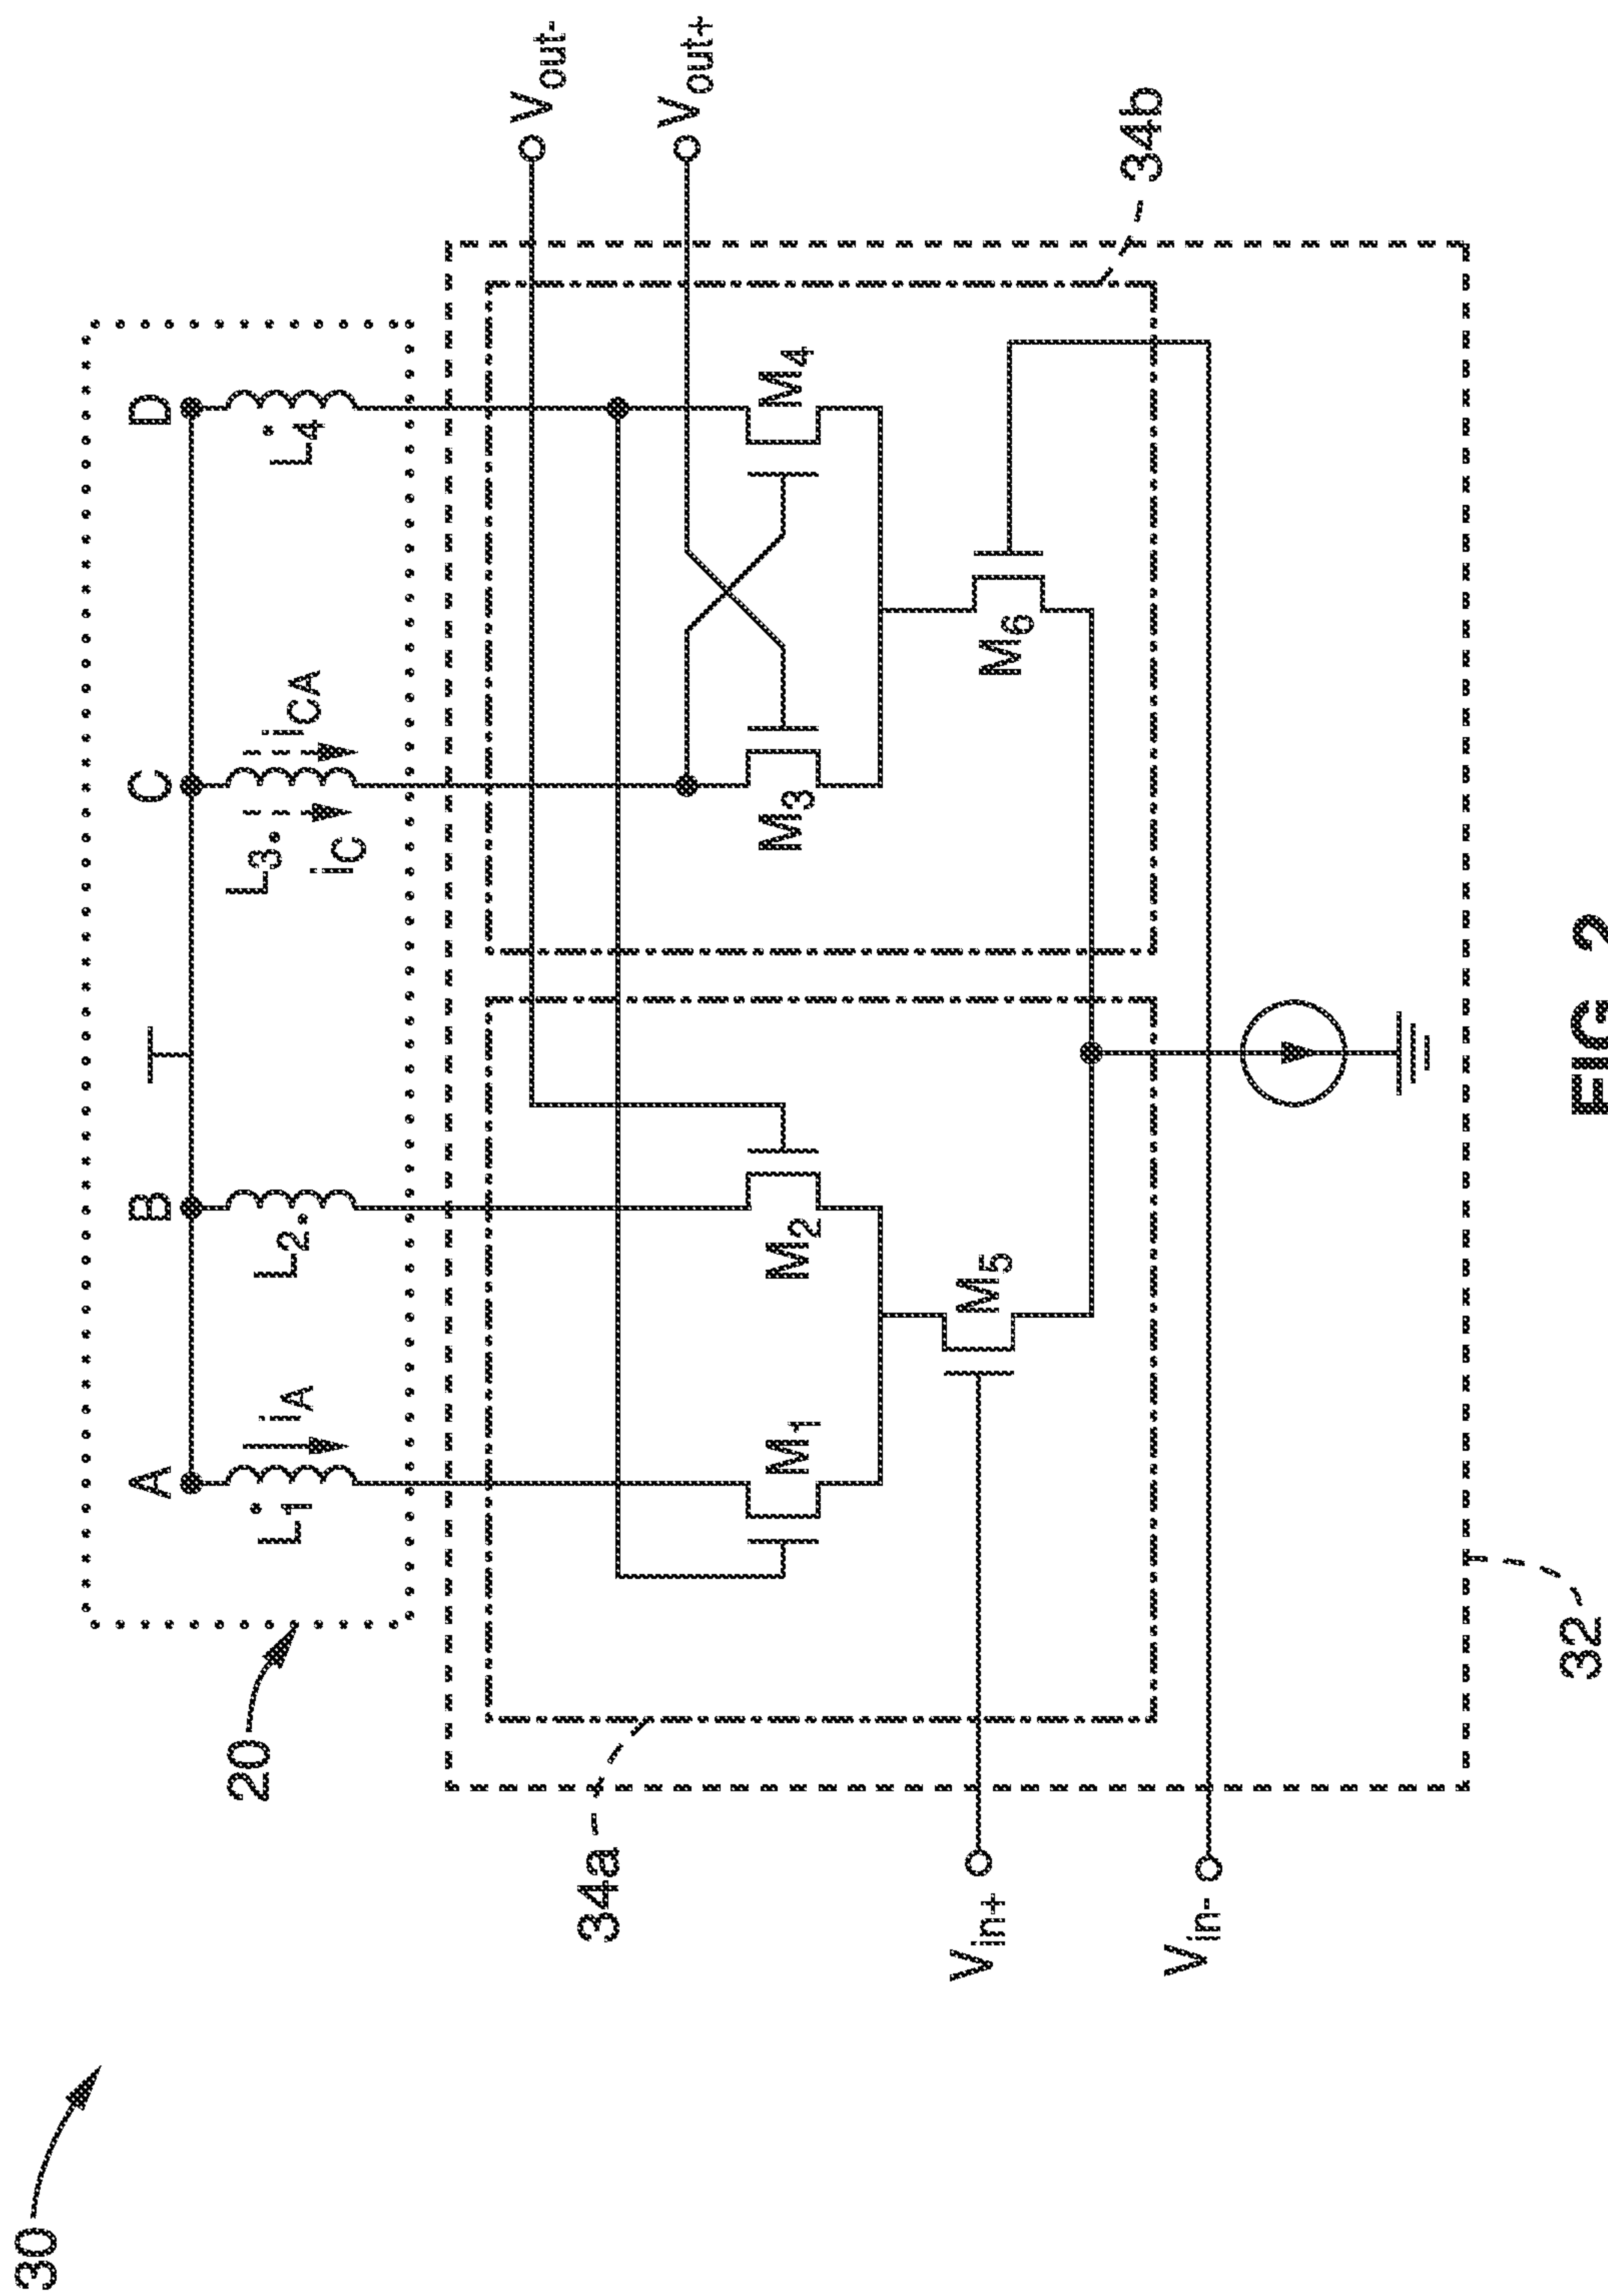 30
A
B
C
D
20
L1
iA
L2
L3
iC
iCA
L4
Vout-
34a
Vout+
M1
M2
M3
M4
Vin+
M5
M6
34b
Vin-
32
FIG. 2